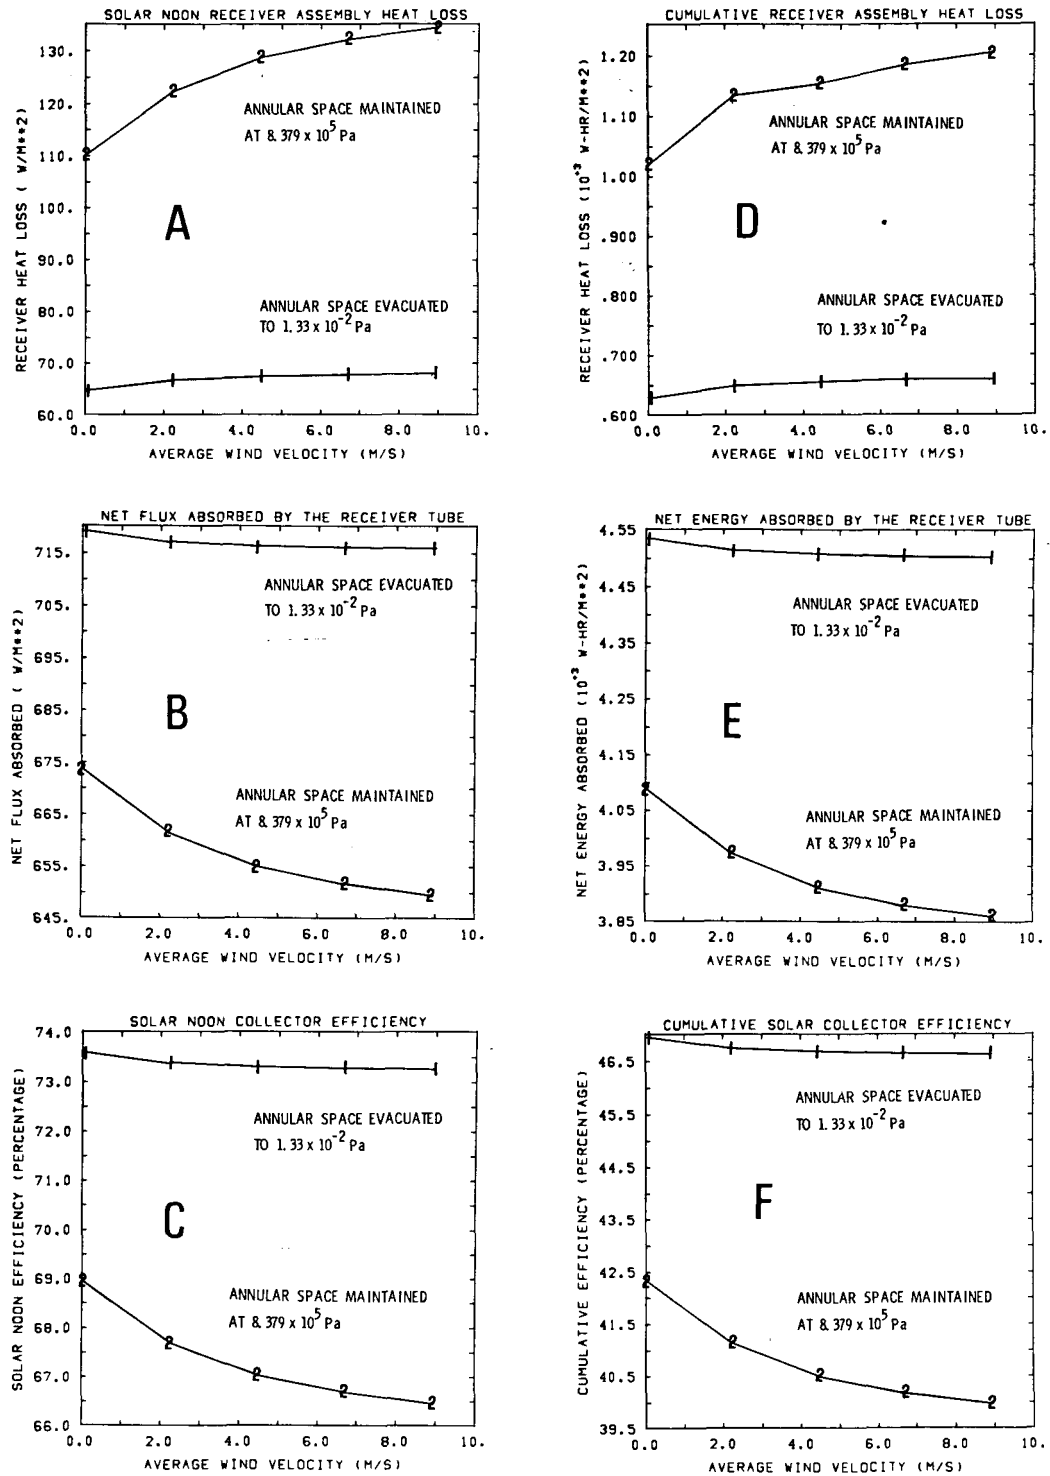 SOLAR NOON RECEIVER ASSEMBLY HEAT LOSS
RECEIVER HEAT LOSS ( W/M**2)
130.
120.
110.
100.
90.0
80.0
70.0
60.0
ANNULAR SPACE MAINTAINED
AT 8.379 x 10^5 Pa
A
ANNULAR SPACE EVACUATED
TO 1.33 x 10^-2 Pa
0.0 2.0 4.0 6.0 8.0 10.
AVERAGE WIND VELOCITY (M/S)
CUMULATIVE RECEIVER ASSEMBLY HEAT LOSS
RECEIVER HEAT LOSS (10^+3 W-HR/M**2)
1.20
1.10
1.00
.900
.800
.700
.600
ANNULAR SPACE MAINTAINED
AT 8.379 x 10^5 Pa
D
ANNULAR SPACE EVACUATED
TO 1.33 x 10^-2 Pa
0.0 2.0 4.0 6.0 8.0 10.
AVERAGE WIND VELOCITY (M/S)
NET FLUX ABSORBED BY THE RECEIVER TUBE
NET FLUX ABSORBED ( W/M**2)
715.
705.
695.
685.
675.
665.
655.
645.
ANNULAR SPACE EVACUATED
TO 1.33 x 10^-2 Pa
B
ANNULAR SPACE MAINTAINED
AT 8.379 x 10^5 Pa
0.0 2.0 4.0 6.0 8.0 10.
AVERAGE WIND VELOCITY (M/S)
NET ENERGY ABSORBED BY THE RECEIVER TUBE
NET ENERGY ABSORBED (10^+3 W-HR/M**2)
4.55
4.45
4.35
4.25
4.15
4.05
3.95
3.85
ANNULAR SPACE EVACUATED
TO 1.33 x 10^-2 Pa
E
ANNULAR SPACE MAINTAINED
AT 8.379 x 10^5 Pa
0.0 2.0 4.0 6.0 8.0 10.
AVERAGE WIND VELOCITY (M/S)
SOLAR NOON COLLECTOR EFFICIENCY
SOLAR NOON EFFICIENCY (PERCENTAGE)
74.0
73.0
72.0
71.0
70.0
69.0
68.0
67.0
66.0
ANNULAR SPACE EVACUATED
TO 1.33 x 10^-2 Pa
C
ANNULAR SPACE MAINTAINED
AT 8.379 x 10^5 Pa
0.0 2.0 4.0 6.0 8.0 10.
AVERAGE WIND VELOCITY (M/S)
CUMULATIVE SOLAR COLLECTOR EFFICIENCY
CUMULATIVE EFFICIENCY (PERCENTAGE)
46.5
45.5
44.5
43.5
42.5
41.5
40.5
39.5
ANNULAR SPACE EVACUATED
TO 1.33 x 10^-2 Pa
F
ANNULAR SPACE MAINTAINED
AT 8.379 x 10^5 Pa
0.0 2.0 4.0 6.0 8.0 10.
AVERAGE WIND VELOCITY (M/S)